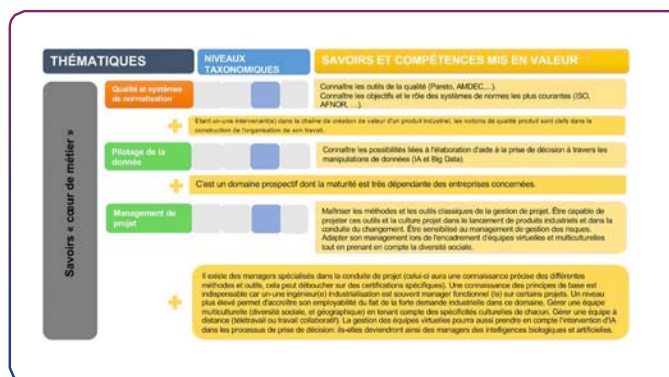 THÉMATIQUES
NIVEAUX
TAXONOMIQUES
SAVOIRS ET COMPÉTENCES MIS EN VALEUR
Savoirs « cœur de métier »
Qualité et systèmes
de normalisation
Connaître les outils de la qualité (Pareto, AMDEC,...).
Connaître les objectifs et le rôle des systèmes de normes les plus courantes (ISO,
AFNOR, ....).
Étant un-une intervenant(e) dans la chaîne de création de valeur d'un produit industriel, les notions de qualité produit sont clefs dans la
construction de l'organisation de son travail.
Pilotage de la
donnée
Connaître les possibilités liées à l'élaboration d'aide à la prise de décision à travers les
manipulations de données (IA et Big Data).
C'est un domaine prospectif dont la maturité est très dépendante des entreprises concernées.
Management de
projet
Maîtriser les méthodes et les outils classiques de la gestion de projet. Être capable de
projeter ces outils et la culture projet dans le lancement de produits industriels et dans la
conduite du changement. Être sensibilisé au management de gestion des risques.
Adapter son management lors de l'encadrement d'équipes virtuelles et multiculturelles
tout en prenant en compte la diversité sociale.
Il existe des managers spécialisés dans la conduite de projet (celui-ci aura une connaissance précise des différentes
méthodes et outils, cela peut déboucher sur des certifications spécifiques). Une connaissance des principes de base est
indispensable car un-une ingénieur(e) industrialisation est souvent manager fonctionnel (le) sur certains projets. Un niveau
plus élevé permet d'accroître son employabilité du fait de la forte demande industrielle dans ce domaine. Gérer une équipe
multiculturelle (diversité sociale, et géographique) en tenant compte des spécificités culturelles de chacun. Gérer une équipe à
distance (télétravail ou travail collaboratif). La gestion des équipes virtuelles pourra aussi prendre en compte l'intervention d'IA
dans les processus de prise de décision: ils-elles deviendront ainsi des managers des intelligences biologiques et artificielles.